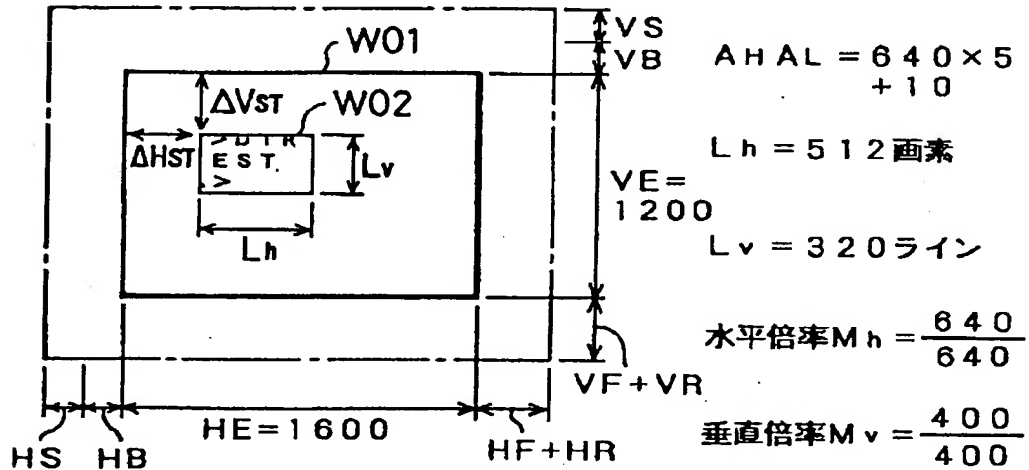 VS
VB
W01
ΔVST
W02
ΔHST
EST.
>
Lv
Lh
VE=
1200
VF+VR
HS
HB
HE=1600
HF+HR
AHAL=640×5
+10
Lh=512画素
Lv=320ライン
水平倍率Mh=640/640
垂直倍率Mv=400/400